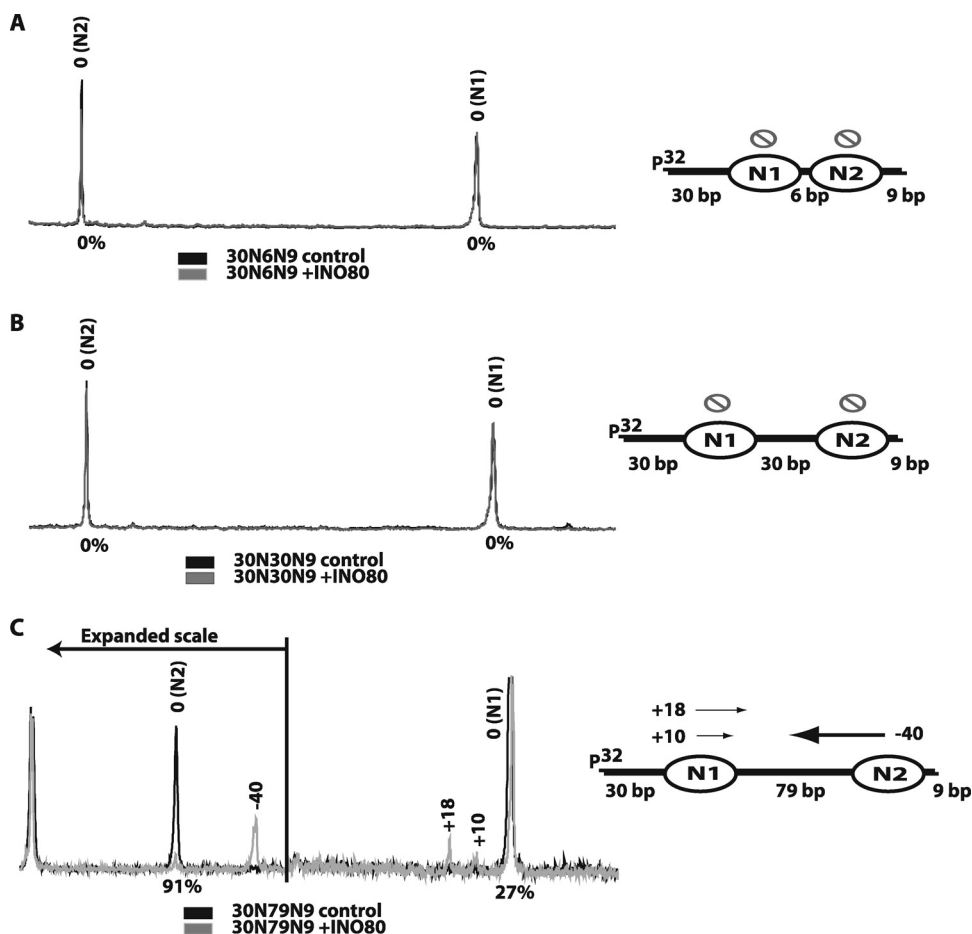 A
0 (N2)
0 (N1)
0%
0%
30N6N9 control
30N6N9 +INO80
P32
N1
N2
30 bp
6 bp
9 bp
B
0 (N2)
0 (N1)
0%
0%
30N30N9 control
30N30N9 +INO80
P32
N1
N2
30 bp
30 bp
9 bp
C
Expanded scale
0 (N2)
-40
+18
+10
0 (N1)
91%
27%
30N79N9 control
30N79N9 +INO80
+18
+10
-40
P32
N1
N2
30 bp
79 bp
9 bp